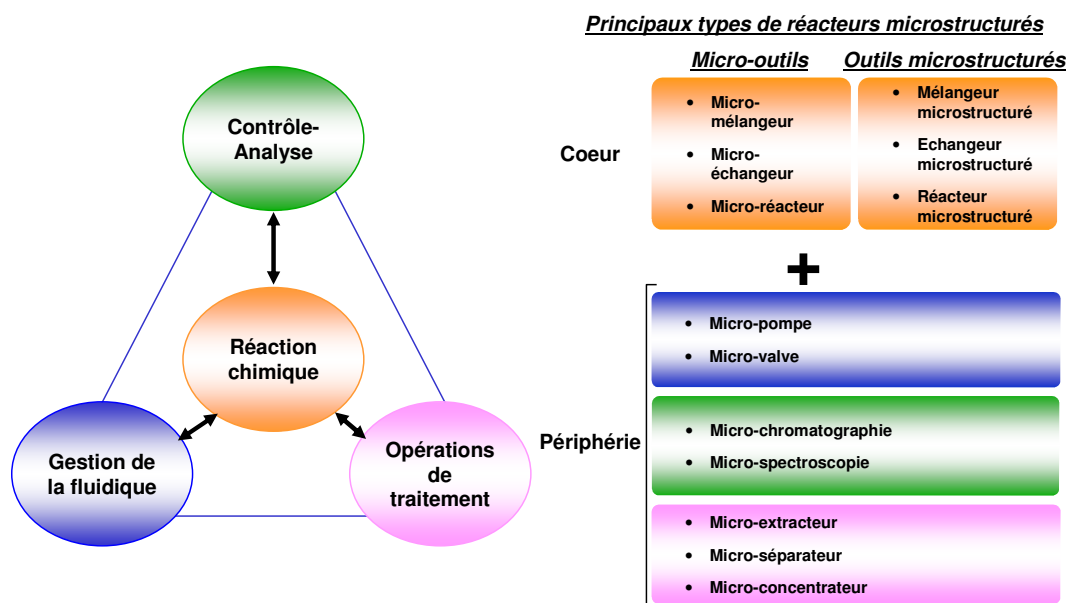 Principaux types de réacteurs microstructurés
Micro-outils
Outils microstructurés
Contrôle-
Analyse
Réaction
chimique
Gestion de
la fluidique
Opérations
de
traitement
Coeur
• Micro-
mélangeur
• Micro-
échangeur
• Micro-réacteur
• Mélangeur
microstructuré
• Echangeur
microstructuré
• Réacteur
microstructuré
+
Périphérie
• Micro-pompe
• Micro-valve
• Micro-chromatographie
• Micro-spectroscopie
• Micro-extracteur
• Micro-séparateur
• Micro-concentrateur